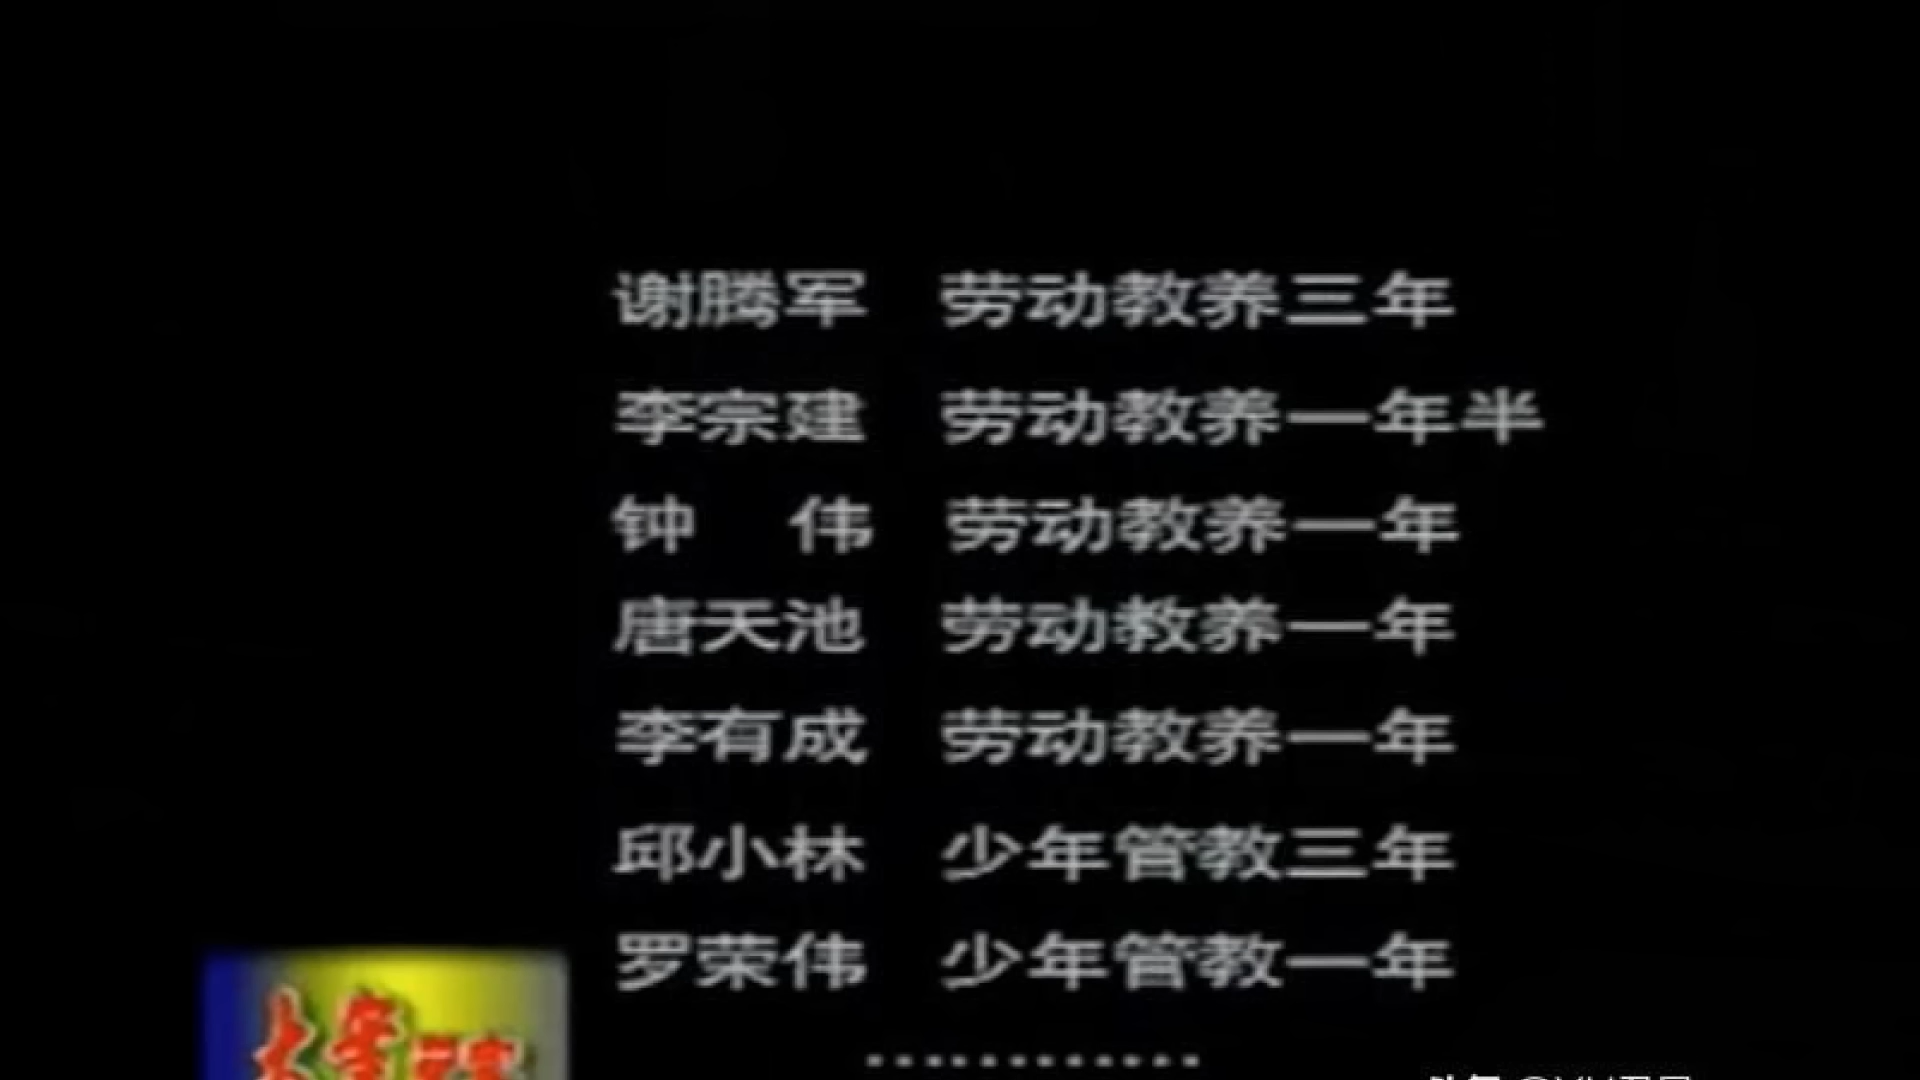 谢腾军 劳动教养三年
李宗建 劳动教养一年半
钟 伟 劳动教养一年
唐天池 劳动教养一年
李有成 劳动教养一年
邱小林 少年管教三年
罗荣伟 少年管教一年
............